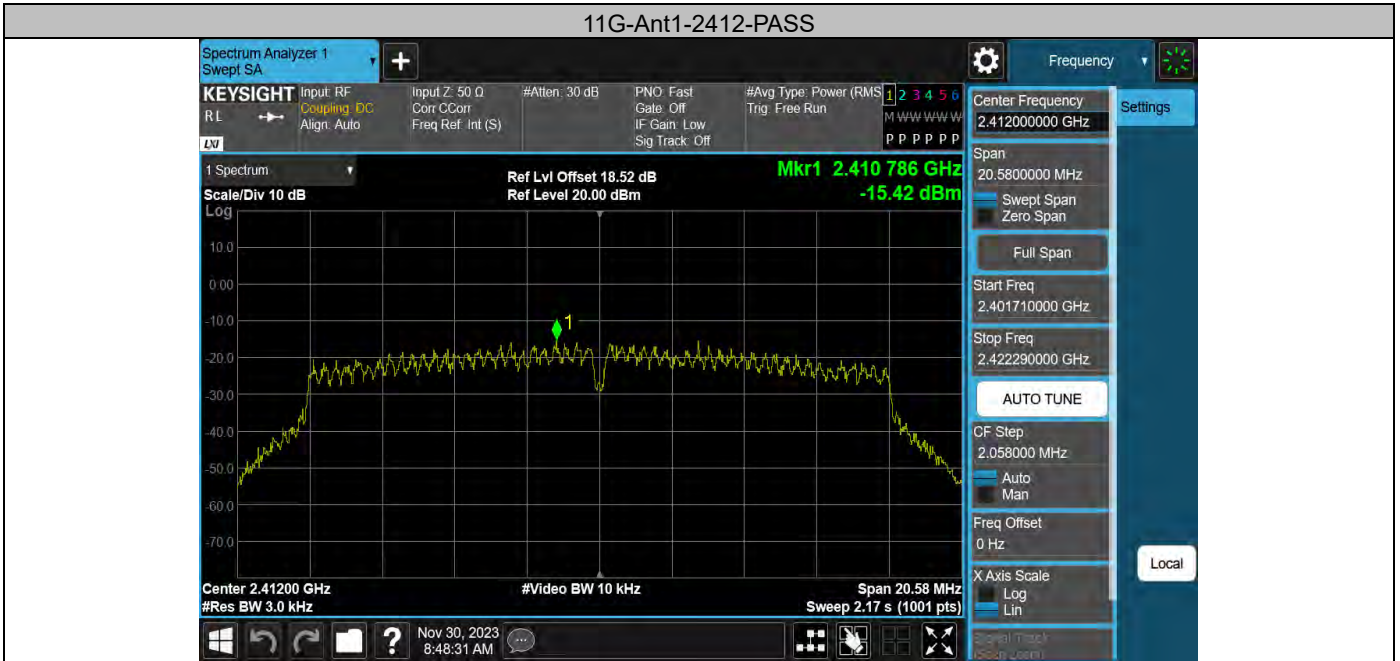 11G-Ant1-2412-PASS
Spectrum Analyzer 1
Swept SA
Frequency
KEYSIGHT
Input: RF
Input Z: 50 Ω
#Atten: 30 dB
PNO: Fast
#Avg Type: Power (RMS
1 2 3 4 5 6
RL
Coupling: DC
Corr CCorr
Gate: Off
Trig: Free Run
M W W W W W
Align: Auto
Freq Ref: Int (S)
IF Gain: Low
Sig Track: Off
P P P P P P
LXI
1 Spectrum
Ref Lvl Offset 18.52 dB
Mkr1 2.410 786 GHz
Scale/Div 10 dB
Ref Level 20.00 dBm
-15.42 dBm
Log
10.0
0.00
-10.0
-20.0
-30.0
-40.0
-50.0
-60.0
-70.0
1
Center 2.41200 GHz
#Video BW 10 kHz
Span 20.58 MHz
#Res BW 3.0 kHz
Sweep 2.17 s (1001 pts)
Center Frequency
2.412000000 GHz
Settings
Span
20.5800000 MHz
Swept Span
Zero Span
Full Span
Start Freq
2.401710000 GHz
Stop Freq
2.422290000 GHz
AUTO TUNE
CF Step
2.058000 MHz
Auto
Man
Freq Offset
0 Hz
X Axis Scale
Log
Lin
Local
Signal Track
(Span Zoom)
?
Nov 30, 2023
8:48:31 AM